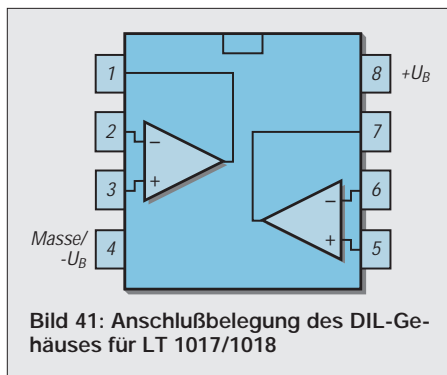 1
8 +U_B
2
7
−
3
+
6
−
Masse/
-U_B
4
+
5
Bild 41: Anschlußbelegung des DIL-Ge-
häuses für LT 1017/1018